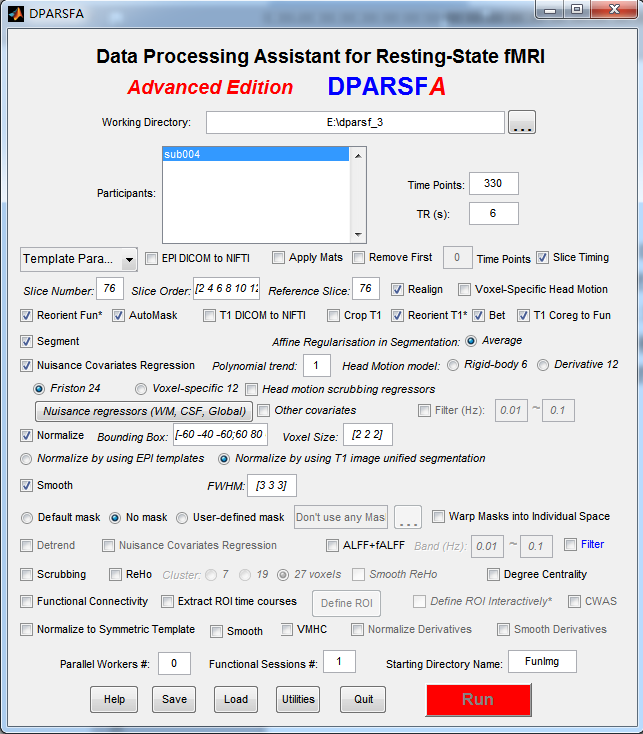 DPARSFA
Data Processing Assistant for Resting-State fMRI
Advanced Edition DPARSFA
Working Directory: E:\dparsf_3 ...
Participants: sub004
Time Points: 330
TR (s): 6
Template Para... EPI DICOM to NIFTI Apply Mats Remove First 0 Time Points Slice Timing
Slice Number: 76 Slice Order: [2 4 6 8 10 12 Reference Slice: 76 Realign Voxel-Specific Head Motion
Reorient Fun* AutoMask T1 DICOM to NIFTI Crop T1 Reorient T1* Bet T1 Coreg to Fun
Segment Affine Regularisation in Segmentation: Average
Nuisance Covariates Regression Polynomial trend: 1 Head Motion model: Rigid-body 6 Derivative 12
Friston 24 Voxel-specific 12 Head motion scrubbing regressors
Nuisance regressors (WM, CSF, Global) Other covariates Filter (Hz): 0.01 ~ 0.1
Normalize Bounding Box: [-60 -40 -60;60 80 Voxel Size: [2 2 2]
Normalize by using EPI templates Normalize by using T1 image unified segmentation
Smooth FWHM: [3 3 3]
Default mask No mask User-defined mask Don't use any Mas ... Warp Masks into Individual Space
Detrend Nuisance Covariates Regression ALFF+fALFF Band (Hz): 0.01 ~ 0.1 Filter
Scrubbing ReHo Cluster: 7 19 27 voxels Smooth ReHo Degree Centrality
Functional Connectivity Extract ROI time courses Define ROI Define ROI Interactively* CWAS
Normalize to Symmetric Template Smooth VMHC Normalize Derivatives Smooth Derivatives
Parallel Workers #: 0 Functional Sessions #: 1 Starting Directory Name: FunImg
Help Save Load Utilities Quit Run